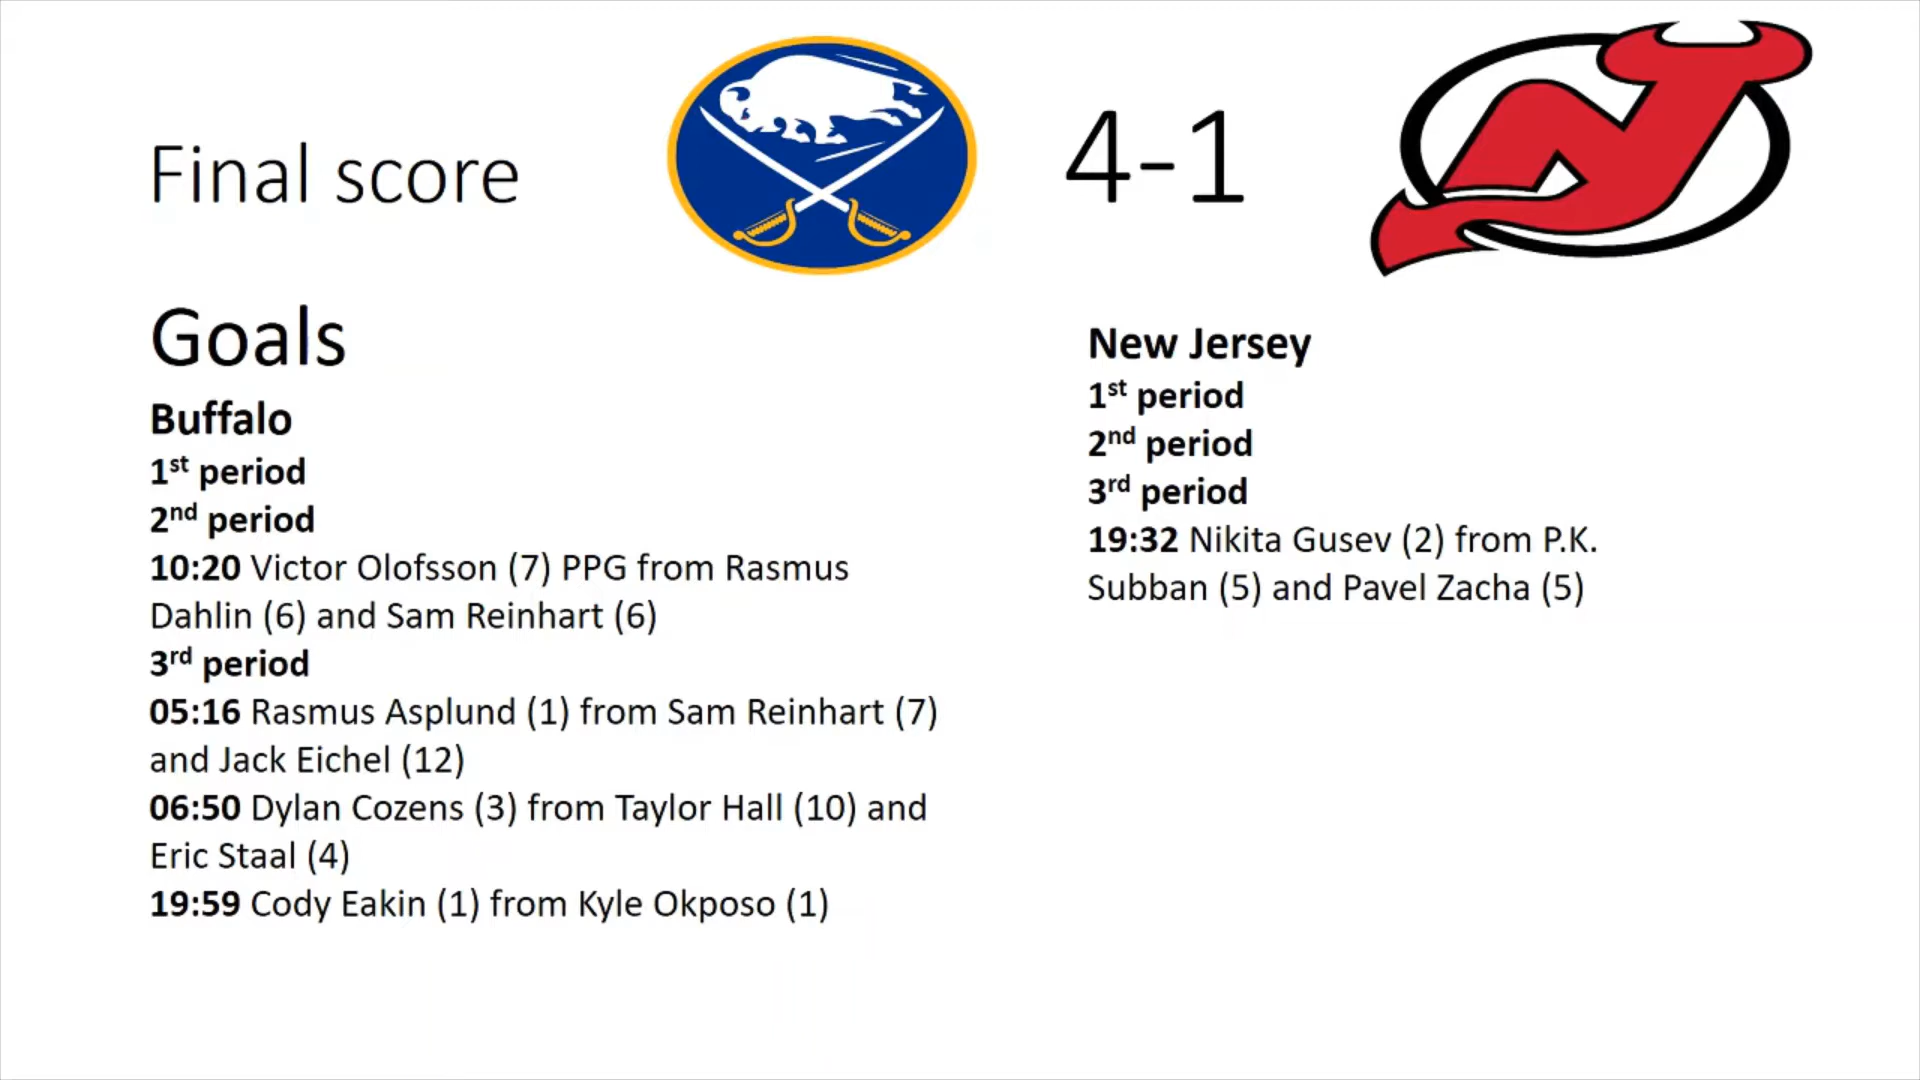 Final score
4-1
Goals
Buffalo
1st period
2nd period
10:20 Victor Olofsson (7) PPG from Rasmus
Dahlin (6) and Sam Reinhart (6)
3rd period
05:16 Rasmus Asplund (1) from Sam Reinhart (7)
and Jack Eichel (12)
06:50 Dylan Cozens (3) from Taylor Hall (10) and
Eric Staal (4)
19:59 Cody Eakin (1) from Kyle Okposo (1)
New Jersey
1st period
2nd period
3rd period
19:32 Nikita Gusev (2) from P.K.
Subban (5) and Pavel Zacha (5)